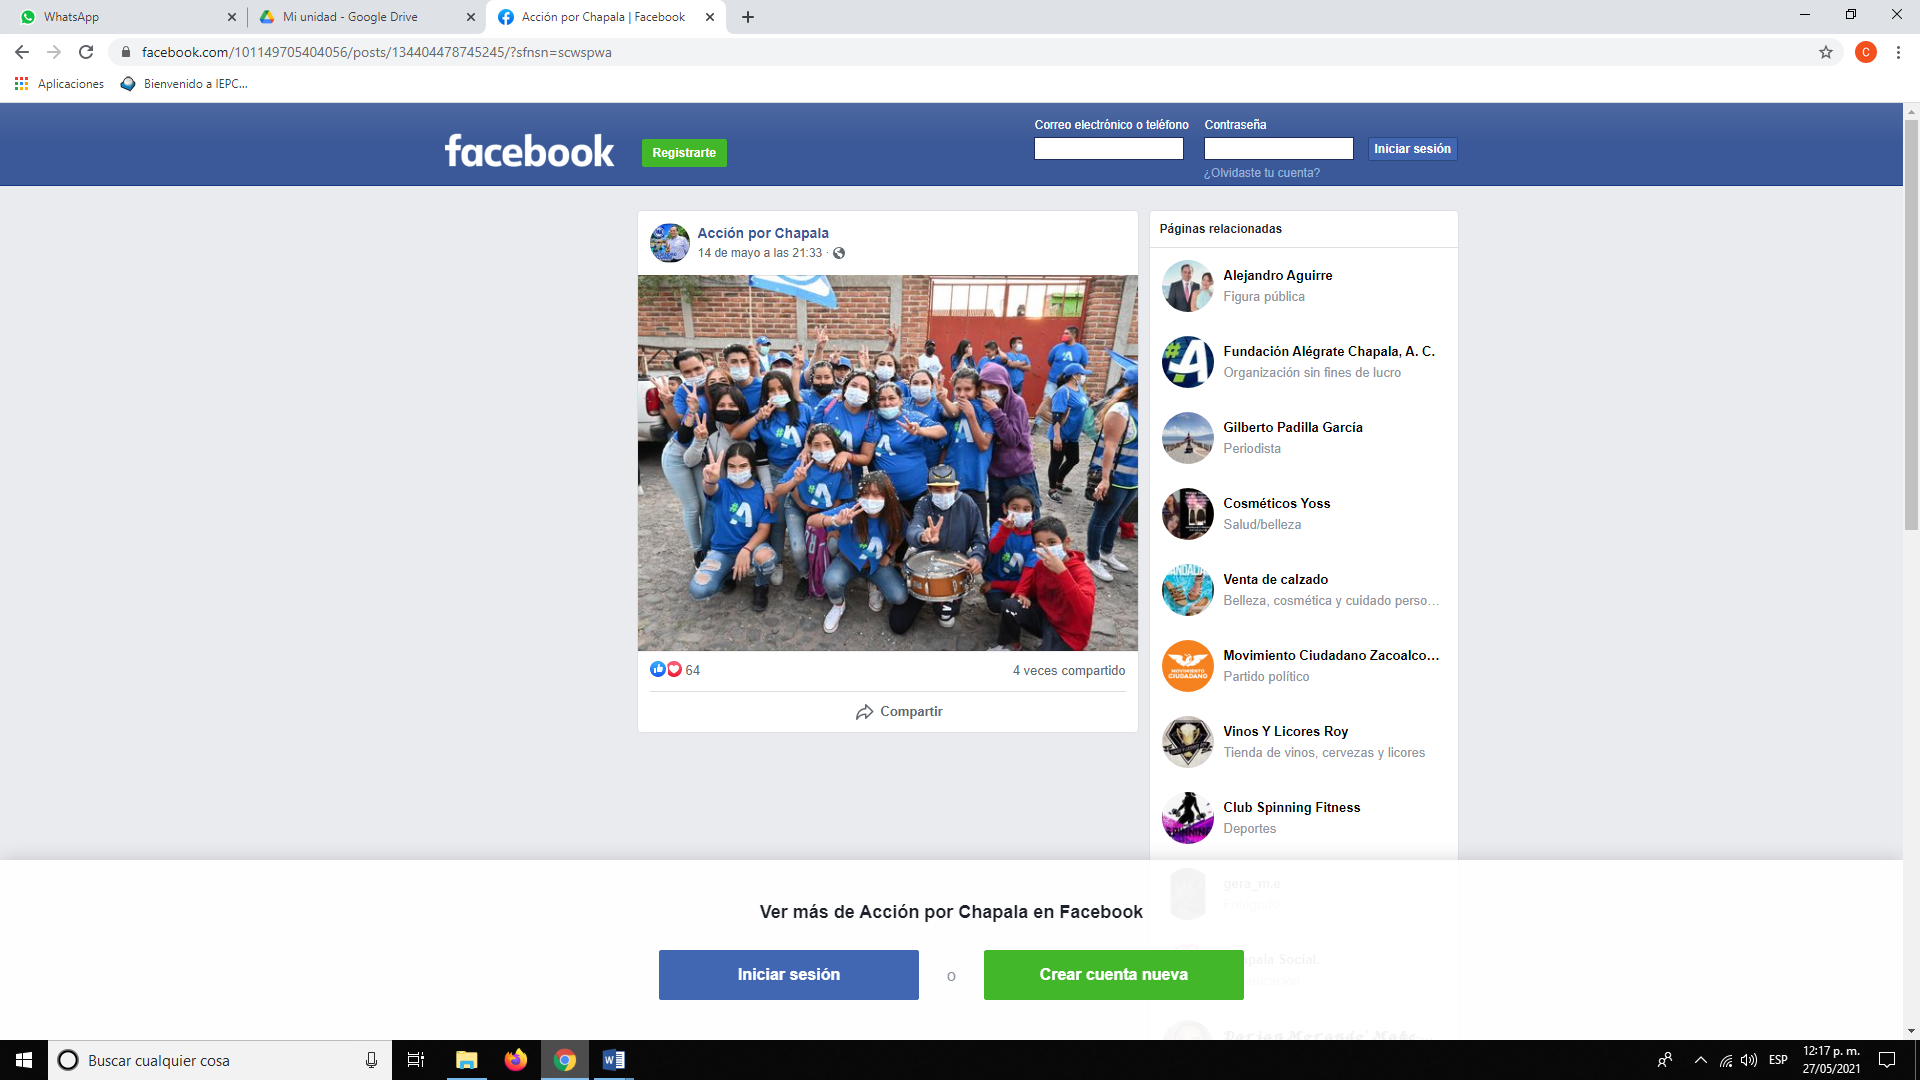 WhatsApp
Mi unidad - Google Drive
Acción por Chapala | Facebook
facebook.com/101149705404056/posts/134404478745245/?sfnsn=scwspwa
C
Aplicaciones
Bienvenido a IEPC...
facebook
Registrarte
Correo electrónico o teléfono
Contraseña
Iniciar sesión
¿Olvidaste tu cuenta?
Acción por Chapala
14 de mayo a las 21:33 ·
#A
64
4 veces compartido
Compartir
Páginas relacionadas
Alejandro Aguirre
Figura pública
#A
Fundación Alégrate Chapala, A. C.
Organización sin fines de lucro
Gilberto Padilla García
Periodista
Cosméticos Yoss
Salud/belleza
Venta de calzado
Belleza, cosmética y cuidado perso...
MOVIMIENTO
CIUDADANO
Movimiento Ciudadano Zacoalco...
Partido político
Vinos Y Licores Roy
Tienda de vinos, cervezas y licores
SPINNING
Club Spinning Fitness
Deportes
gera_m.e
Ver más de Acción por Chapala en Facebook
Iniciar sesión
o
Crear cuenta nueva
Buscar cualquier cosa
ESP
12:17 p. m.
27/05/2021